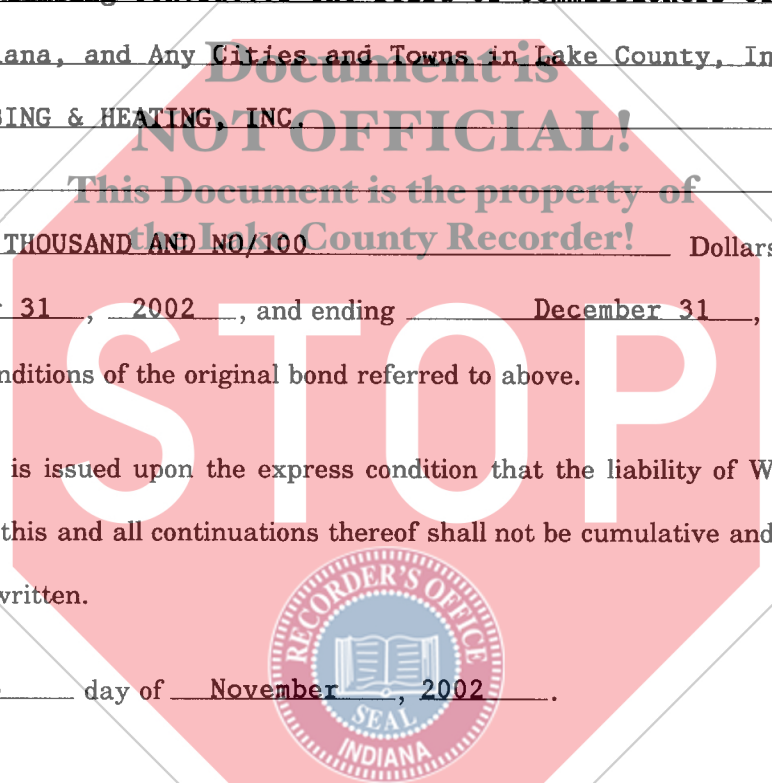 iana, and Any Cities and Towns in Lake County, In
Document is
BING & HEATING, INC.
NOT OFFICIAL!
This Document is the property of
the Lake County Recorder!
THOUSAND AND NO/100 Dollars
31, 2002, and ending December 31,
nditions of the original bond referred to above.
STOP
is issued upon the express condition that the liability of W
this and all continuations thereof shall not be cumulative and
written.
RECORDER'S OFFICE
day of November, 2002.
SEAL
INDIANA